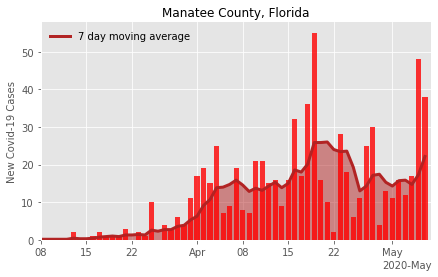 Manatee County, Florida
7 day moving average
New Covid-19 Cases
50
40
30
20
10
0
08
15
22
Apr
08
15
22
May
2020-May